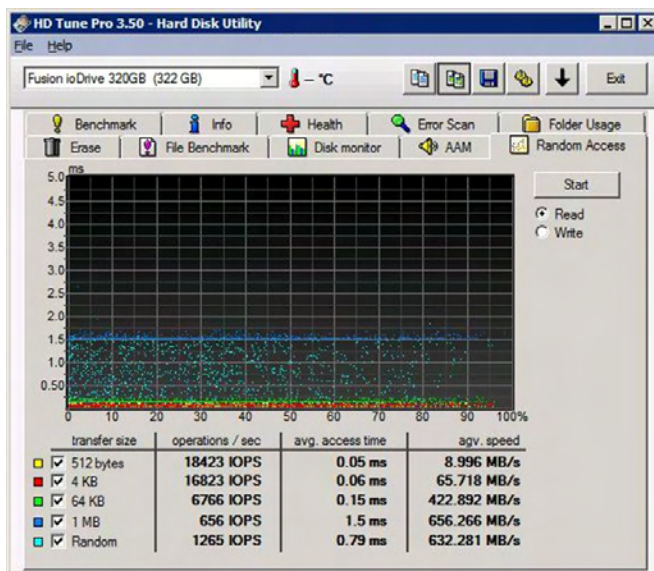 HD Tune Pro 3.50 - Hard Disk Utility
File Help
Fusion ioDrive 320GB (322 GB) – °C Exit
Benchmark Info Health Error Scan Folder Usage
Erase File Benchmark Disk monitor AAM Random Access
ms
5.0
4.5
4.0
3.5
3.0
2.5
2.0
1.5
1.0
0.50
0 10 20 30 40 50 60 70 80 90 100%
Start
Read
Write
transfer size operations / sec avg. access time agv. speed
512 bytes 18423 IOPS 0.05 ms 8.996 MB/s
4 KB 16823 IOPS 0.06 ms 65.718 MB/s
64 KB 6766 IOPS 0.15 ms 422.892 MB/s
1 MB 656 IOPS 1.5 ms 656.266 MB/s
Random 1265 IOPS 0.79 ms 632.281 MB/s